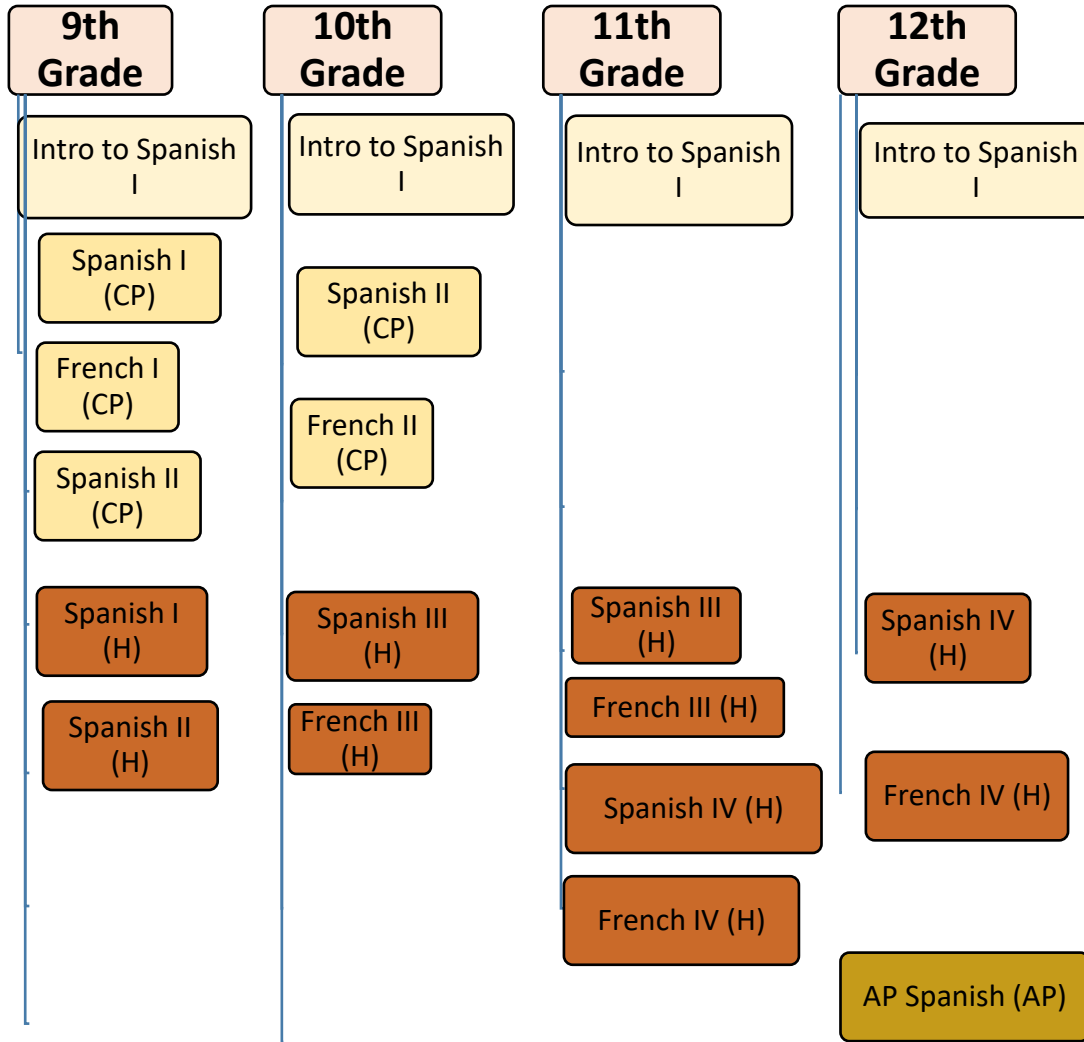 9th
Grade
Intro to Spanish
I
Spanish I
(CP)
French I
(CP)
Spanish II
(CP)
Spanish I
(H)
Spanish II
(H)
10th
Grade
Intro to Spanish
I
Spanish II
(CP)
French II
(CP)
Spanish III
(H)
French III
(H)
11th
Grade
Intro to Spanish
I
Spanish III
(H)
French III (H)
Spanish IV (H)
French IV (H)
12th
Grade
Intro to Spanish
I
Spanish IV
(H)
French IV (H)
AP Spanish (AP)